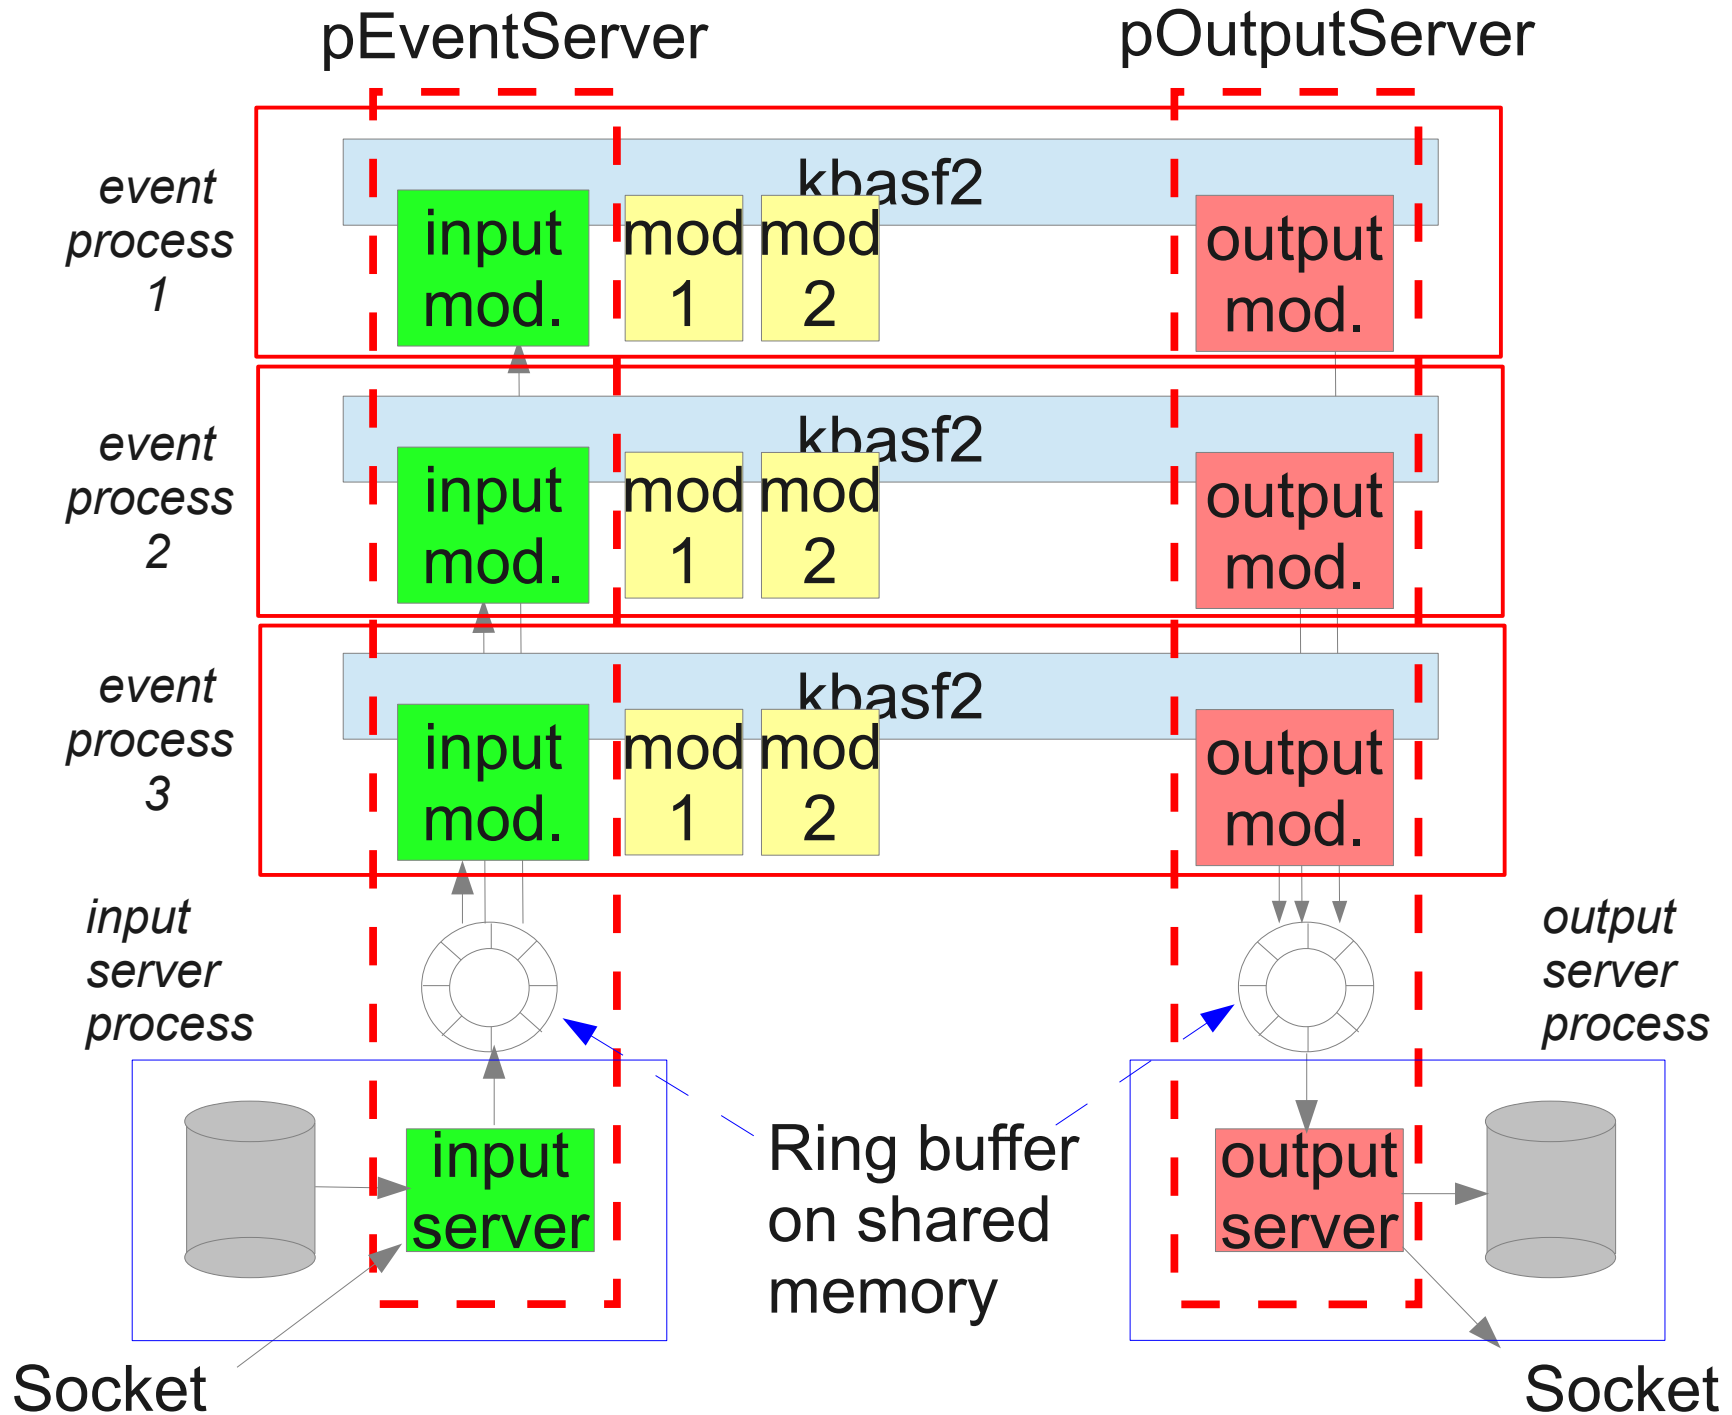 pEventServer
pOutputServer
event
process
1
kbasf2
input
mod.
mod
1
mod
2
output
mod.
event
process
2
kbasf2
input
mod.
mod
1
mod
2
output
mod.
event
process
3
kbasf2
input
mod.
mod
1
mod
2
output
mod.
input
server
process
output
server
process
input
server
Ring buffer
on shared
memory
output
server
Socket
Socket